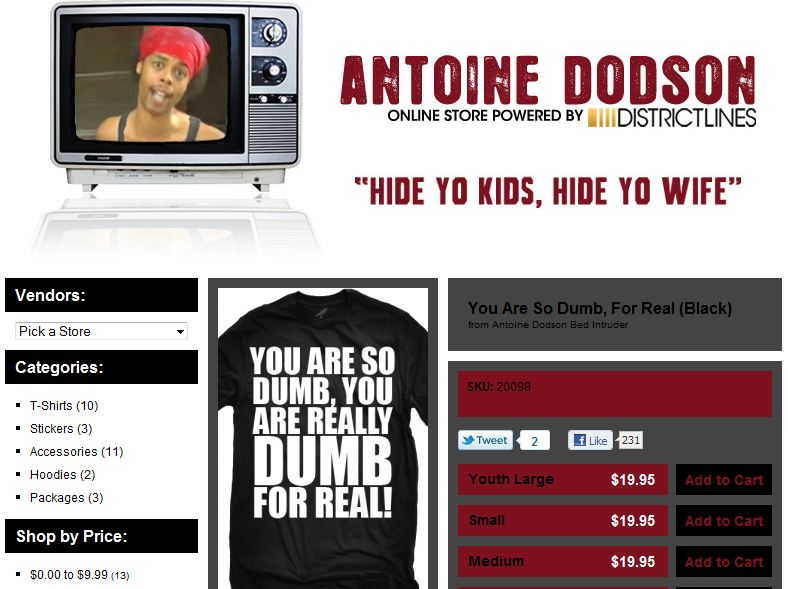 ANTOINE DODSON
ONLINE STORE POWERED BY DISTRICTLINES
“HIDE YO KIDS, HIDE YO WIFE”
Vendors:
Pick a Store
Categories:
T-Shirts (10)
Stickers (3)
Accessories (11)
Hoodies (2)
Packages (3)
Shop by Price:
$0.00 to $9.99 (13)
YOU ARE SO
DUMB, YOU
ARE REALLY
DUMB
FOR REAL!
You Are So Dumb, For Real (Black)
from Antoine Dodson Bed Intruder
SKU: 20098
Tweet 2 Like 231
Youth Large $19.95 Add to Cart
Small $19.95 Add to Cart
Medium $19.95 Add to Cart